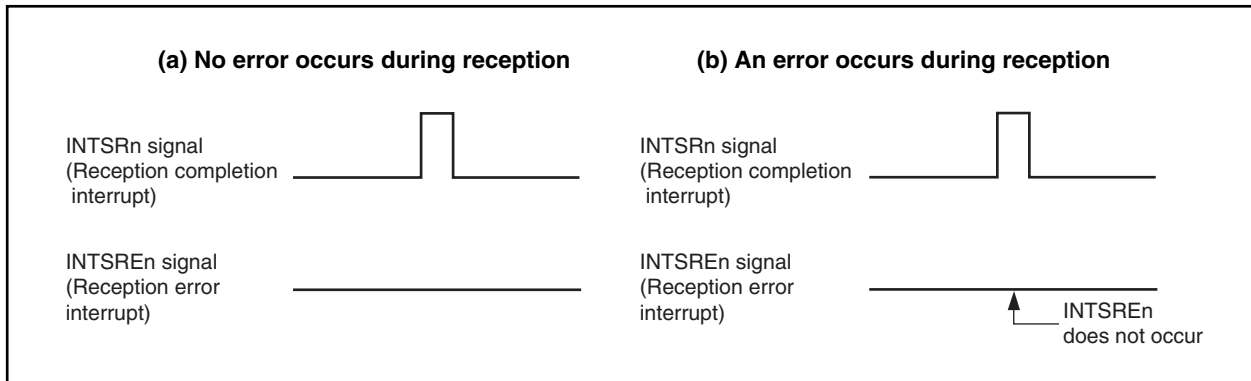 (a) No error occurs during reception
INTSRn signal
(Reception completion
interrupt)
INTSREn signal
(Reception error
interrupt)
(b) An error occurs during reception
INTSRn signal
(Reception completion
interrupt)
INTSREn signal
(Reception error
interrupt)
INTSREn
does not occur